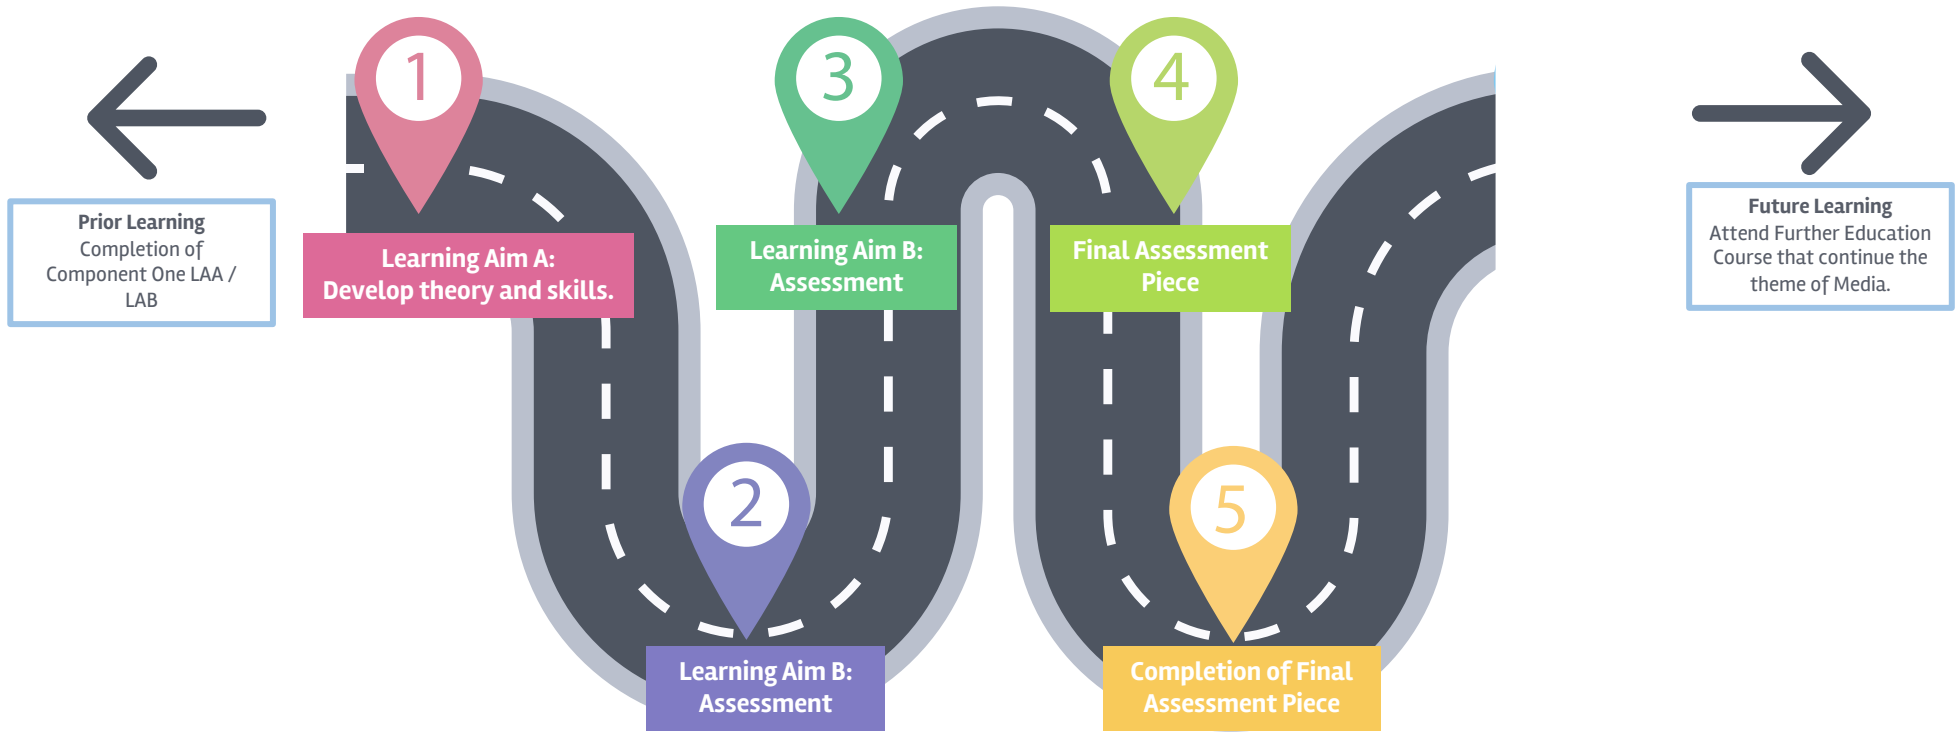 1
3
4
Prior Learning
Completion of
Component One LAA /
LAB
Learning Aim A:
Develop theory and skills.
Learning Aim B:
Assessment
Final Assessment
Piece
Future Learning
Attend Further Education
Course that continue the
theme of Media.
2
5
Learning Aim B:
Assessment
Completion of Final
Assessment Piece